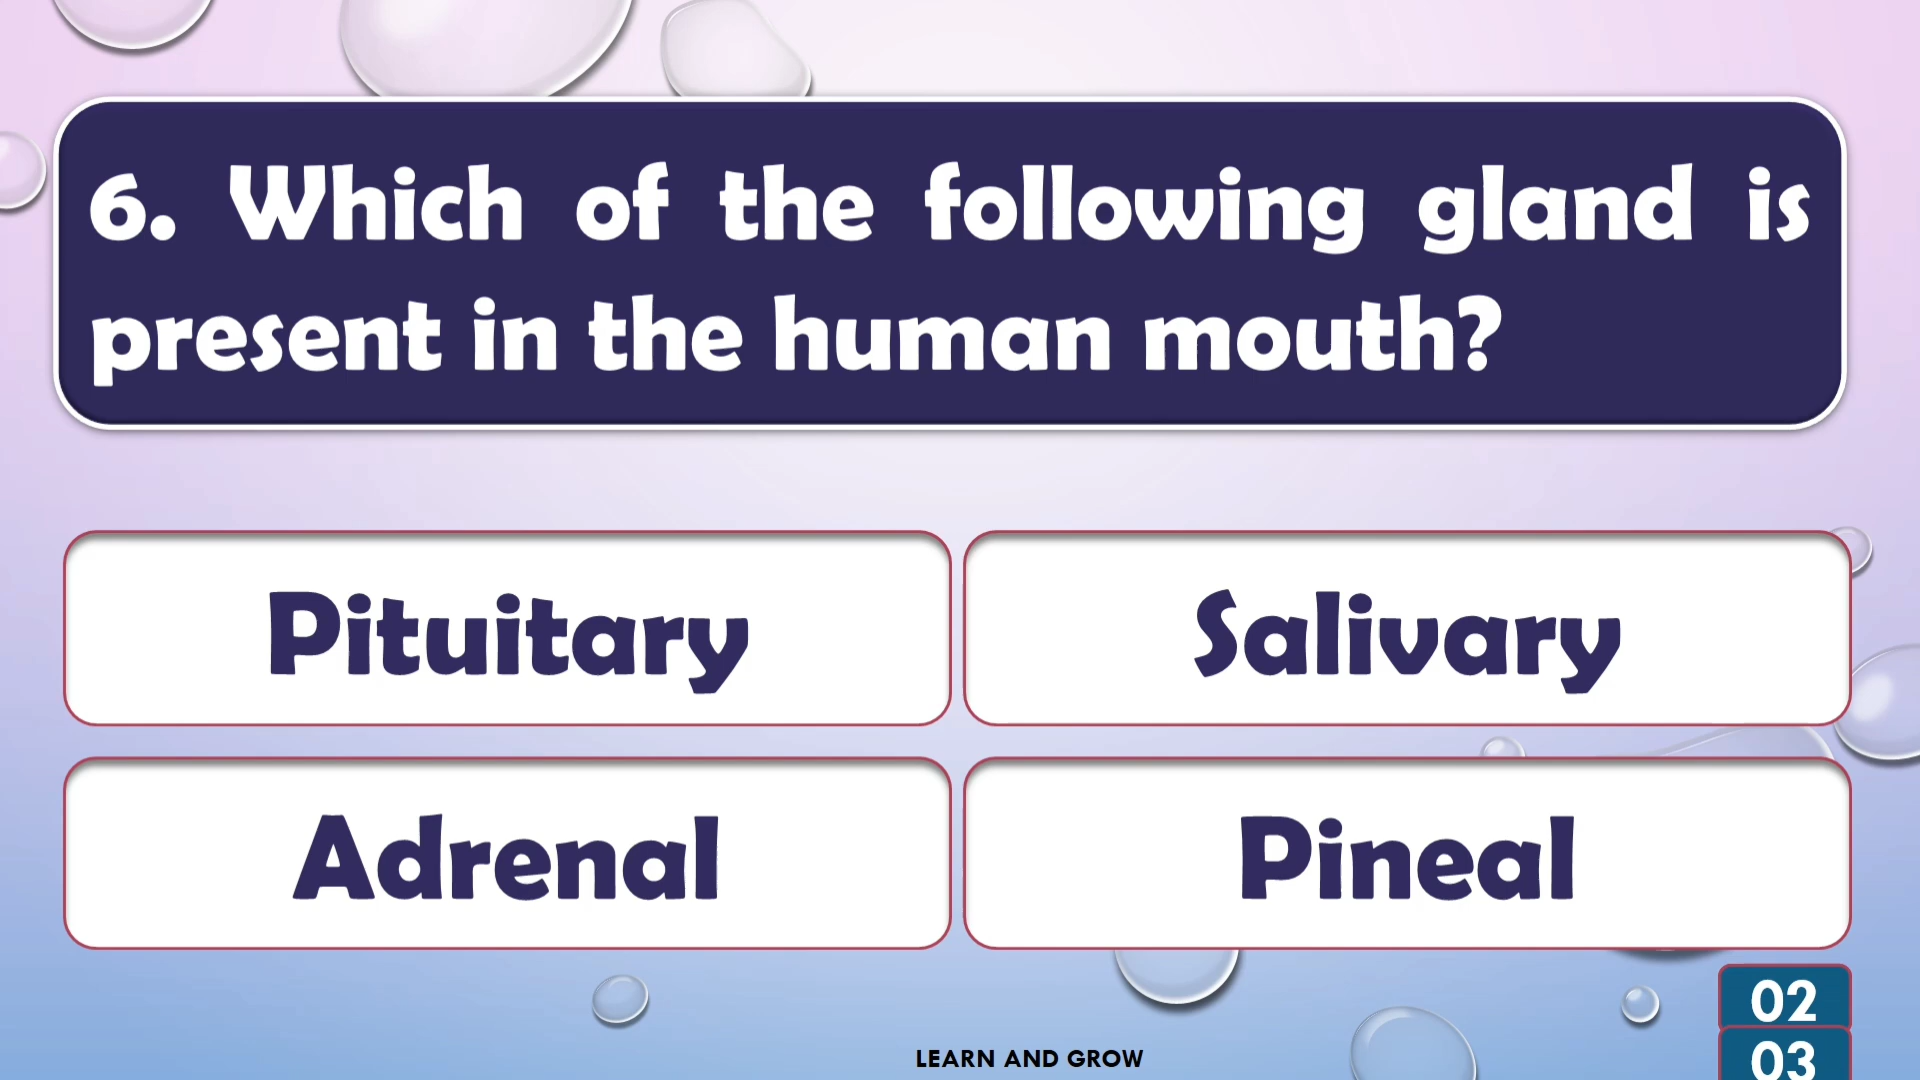 6. Which of the following gland is
present in the human mouth?
Pituitary
Salivary
Adrenal
Pineal
02
03
LEARN AND GROW